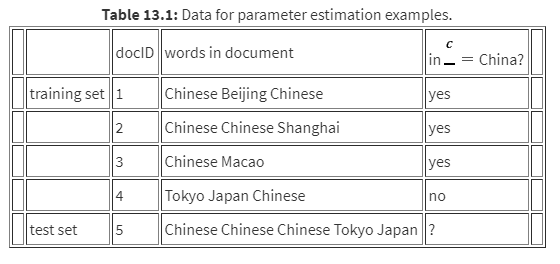 Table 13.1: Data for parameter estimation examples.
docID words in document in c = China?
training set 1 Chinese Beijing Chinese yes
2 Chinese Chinese Shanghai yes
3 Chinese Macao yes
4 Tokyo Japan Chinese no
test set 5 Chinese Chinese Chinese Tokyo Japan ?